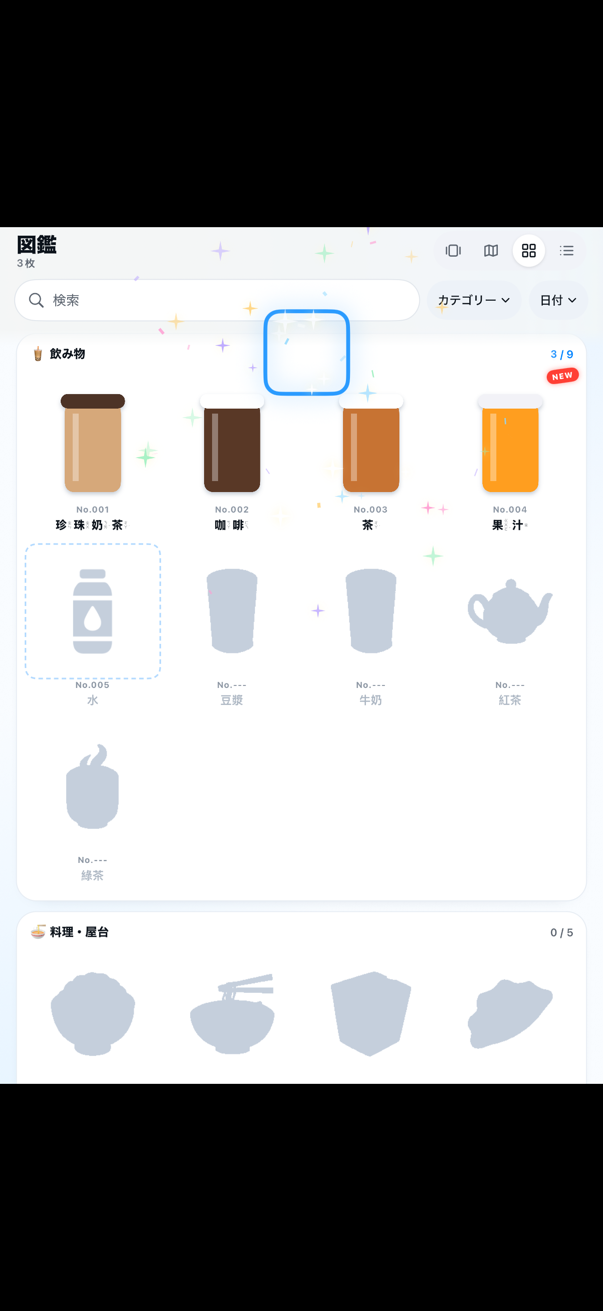 図鑑
3枚
検索
カテゴリー
日付
飲み物
3 / 9
NEW
No.001
No.002
No.003
No.004
珍珠奶茶
咖啡
茶
果汁
No.005
No.---
No.---
No.---
水
豆漿
牛奶
紅茶
No.---
綠茶
料理・屋台
0 / 5